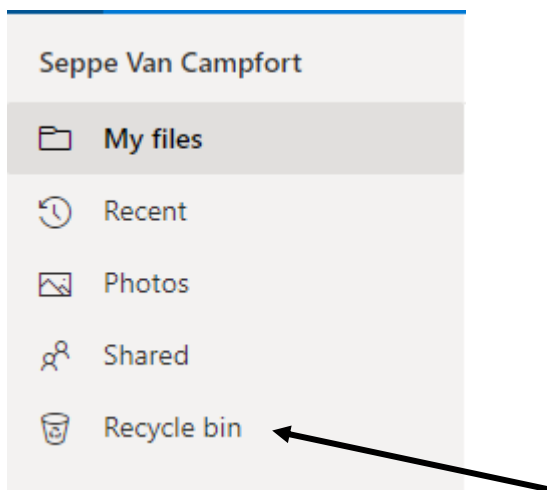 Seppe Van Campfort
My files
Recent
Photos
Shared
Recycle bin